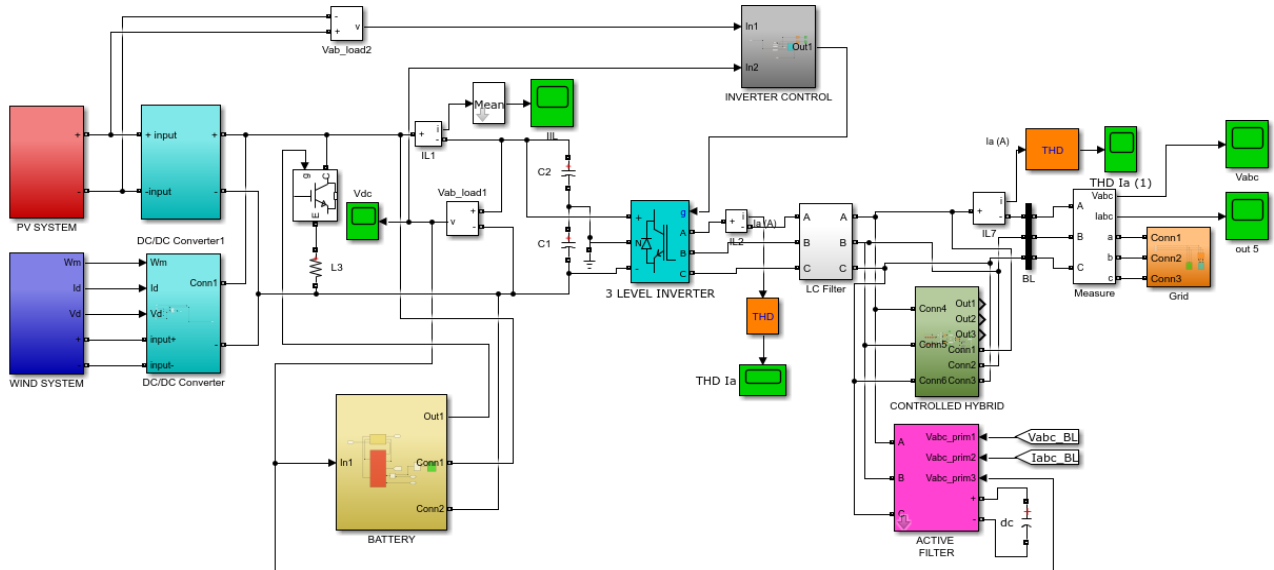 -
+
v
Vab_load2
In1
In2
Out1
INVERTER CONTROL
+
-
PV SYSTEM
+ input
-input
+
-
DC/DC Converter1
+
-
i
IL1
Mean
IIL
g
C
E
L3
Vdc
Vab_load1
v
+
-
C2
C1
Wm
Id
Vd
+
-
WIND SYSTEM
Wm
Id
Vd
input+
input-
Conn1
-
DC/DC Converter
g
+
N
-
A
B
C
3 LEVEL INVERTER
+
i
-
IL2
Ia (A)
THD
THD Ia
A
B
C
A
B
C
LC Filter
+
i
-
IL7
Ia (A)
THD
THD Ia (1)
BL
A
B
C
Vabc
Iabc
a
b
c
Measure
Vabc
out 5
Conn1
Conn2
Conn3
Grid
Conn4
Conn5
Conn6
Out1
Out2
Out3
Conn1
Conn2
Conn3
CONTROLLED HYBRID
In1
Out1
Conn1
Conn2
BATTERY
A
B
C
Vabc_prim1
Vabc_prim2
Vabc_prim3
+
-
ACTIVE
FILTER
Vabc_BL
Iabc_BL
dc
+